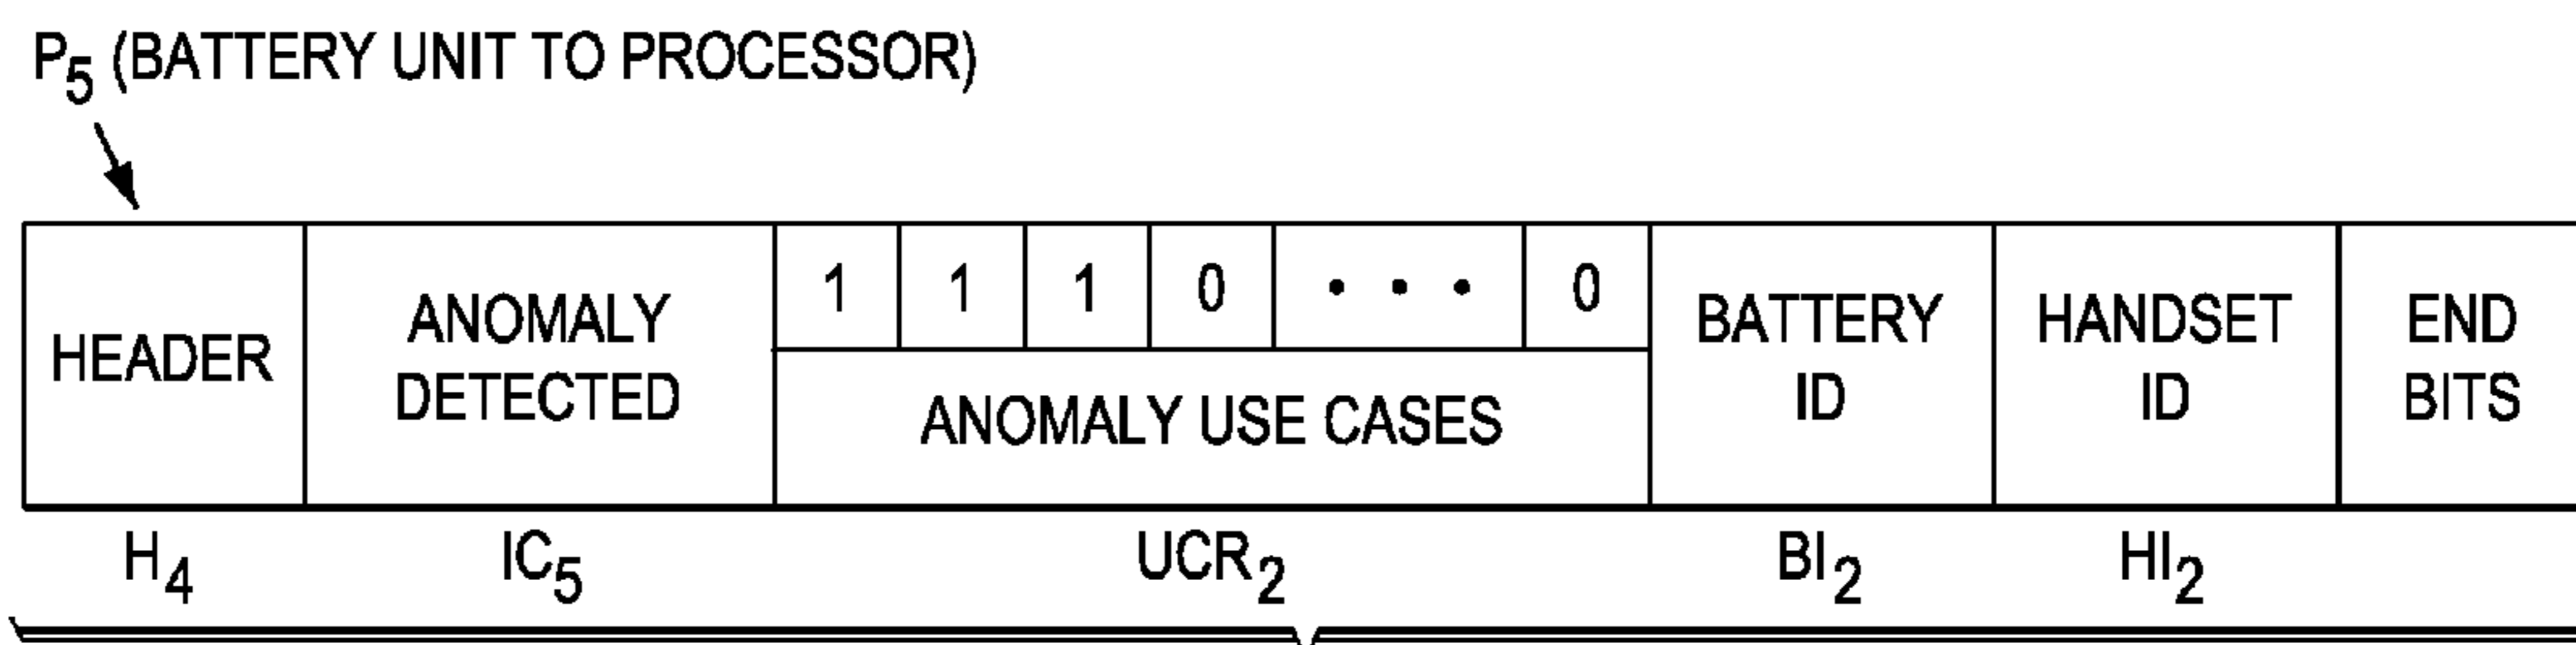 P5 (BATTERY UNIT TO PROCESSOR)
HEADER
ANOMALY
DETECTED
1 1 1 0 • • • 0
ANOMALY USE CASES
BATTERY
ID
HANDSET
ID
END
BITS
H4 IC5 UCR2 BI2 HI2